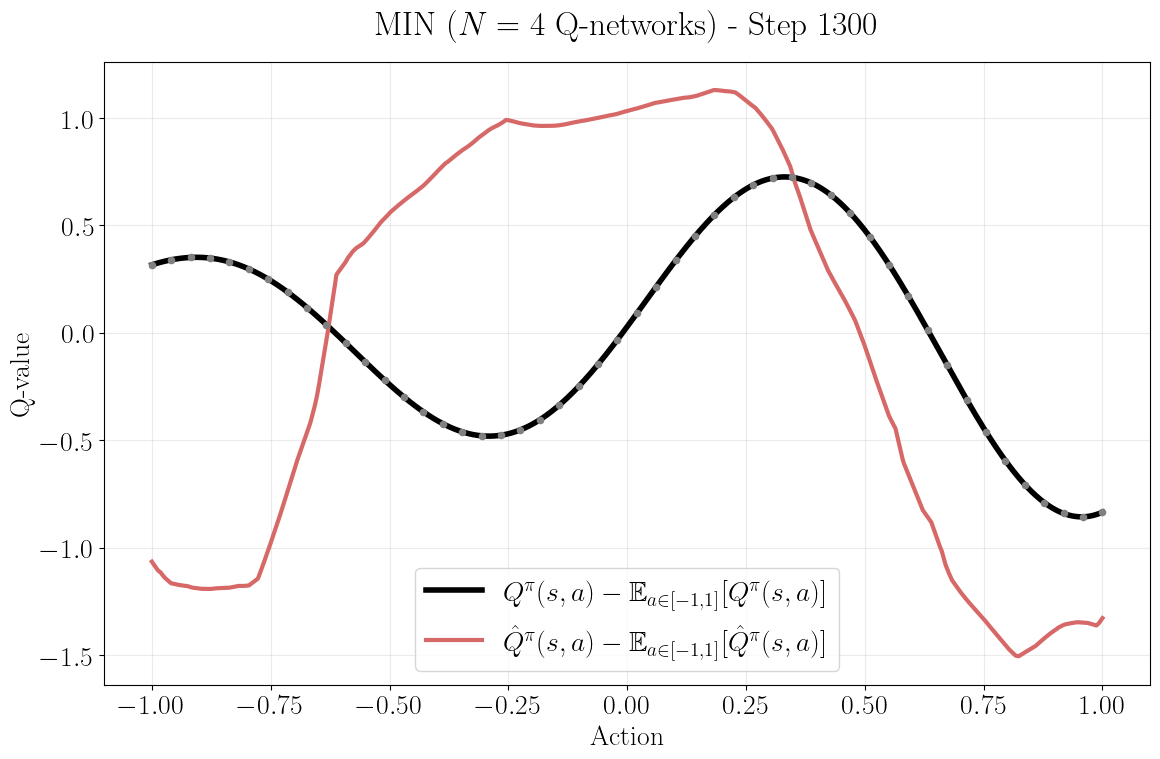 MIN (N = 4 Q-networks) - Step 1300
Q-value
1.0
0.5
0.0
−0.5
−1.0
−1.5
Q^π(s, a) − 𝔼_{a∈[−1,1]}[Q^π(s, a)]
Q̂^π(s, a) − 𝔼_{a∈[−1,1]}[Q̂^π(s, a)]
−1.00 −0.75 −0.50 −0.25 0.00 0.25 0.50 0.75 1.00
Action